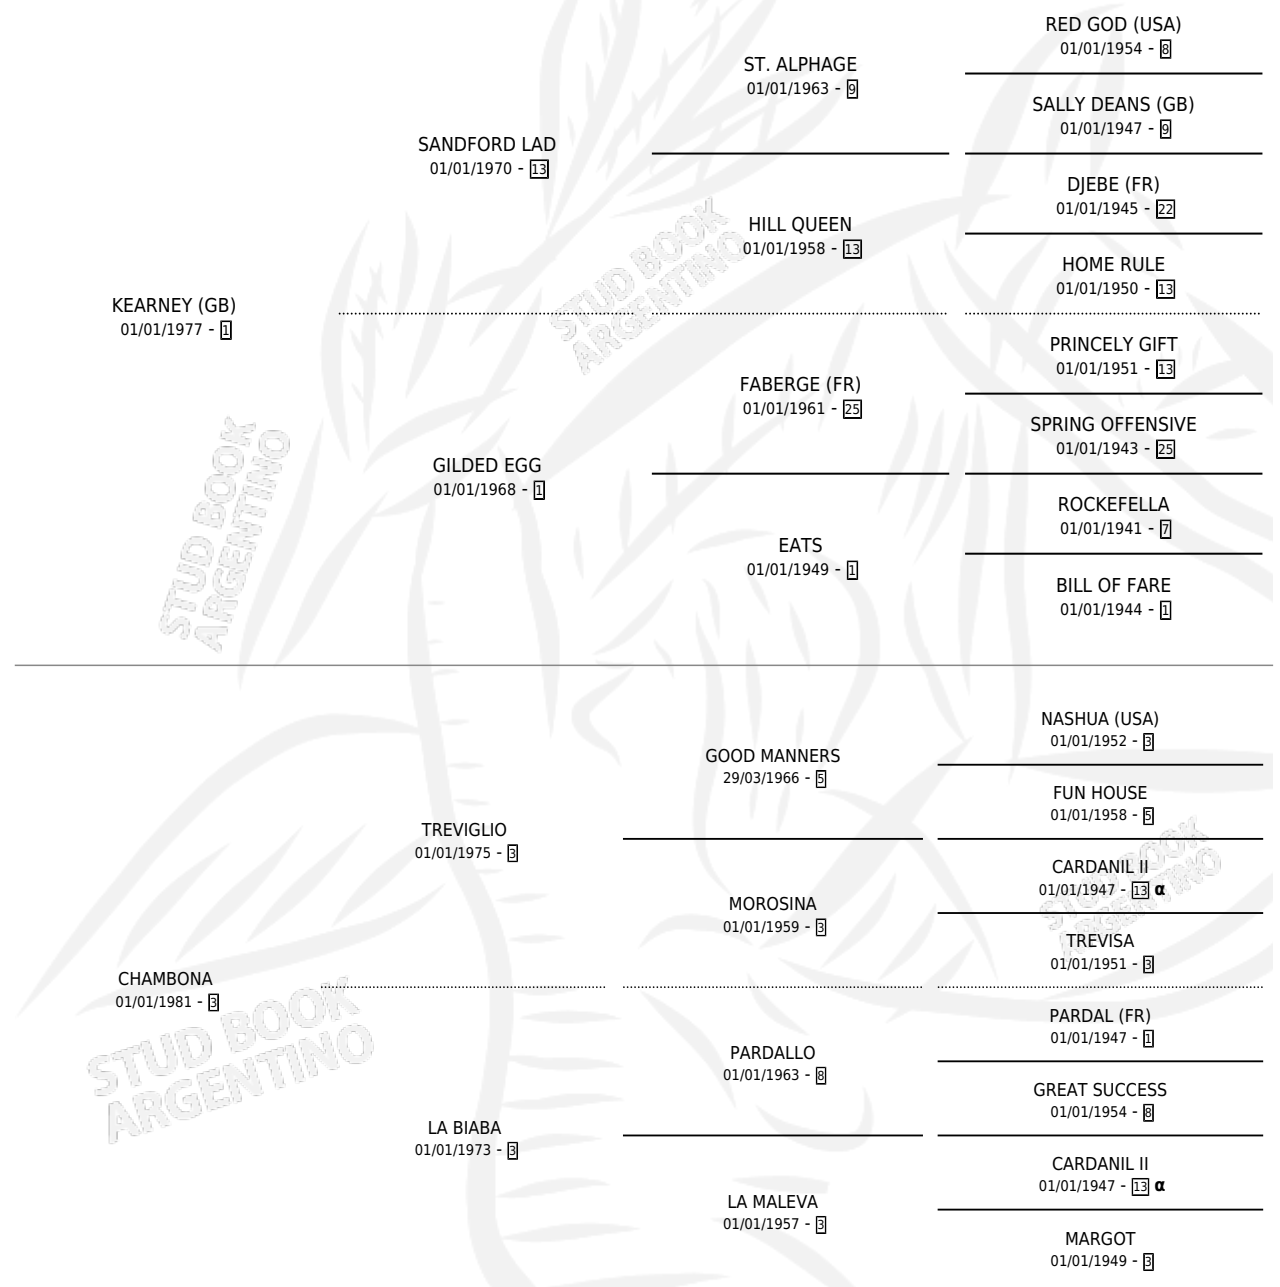 RED GOD (USA)
01/01/1954 - 8
ST. ALPHAGE
01/01/1963 - 9
SALLY DEANS (GB)
01/01/1947 - 9
SANDFORD LAD
01/01/1970 - 13
DJEBE (FR)
01/01/1945 - 22
HILL QUEEN
01/01/1958 - 13
HOME RULE
01/01/1950 - 13
KEARNEY (GB)
01/01/1977 - 1
PRINCELY GIFT
01/01/1951 - 13
FABERGE (FR)
01/01/1961 - 25
SPRING OFFENSIVE
01/01/1943 - 25
GILDED EGG
01/01/1968 - 1
ROCKEFELLA
01/01/1941 - 7
EATS
01/01/1949 - 1
BILL OF FARE
01/01/1944 - 1
NASHUA (USA)
01/01/1952 - 3
GOOD MANNERS
29/03/1966 - 5
FUN HOUSE
01/01/1958 - 5
TREVIGLIO
01/01/1975 - 3
CARDANIL II
01/01/1947 - 13 α
MOROSINA
01/01/1959 - 3
TREVISA
01/01/1951 - 3
CHAMBONA
01/01/1981 - 3
PARDAL (FR)
01/01/1947 - 1
PARDALLO
01/01/1963 - 8
GREAT SUCCESS
01/01/1954 - 8
LA BIABA
01/01/1973 - 3
CARDANIL II
01/01/1947 - 13 α
LA MALEVA
01/01/1957 - 3
MARGOT
01/01/1949 - 3
STUD BOOK
ARGENTINO
STUD BOOK
ARGENTINO
STUD BOOK
ARGENTINO
STUD BOOK
ARGENTINO